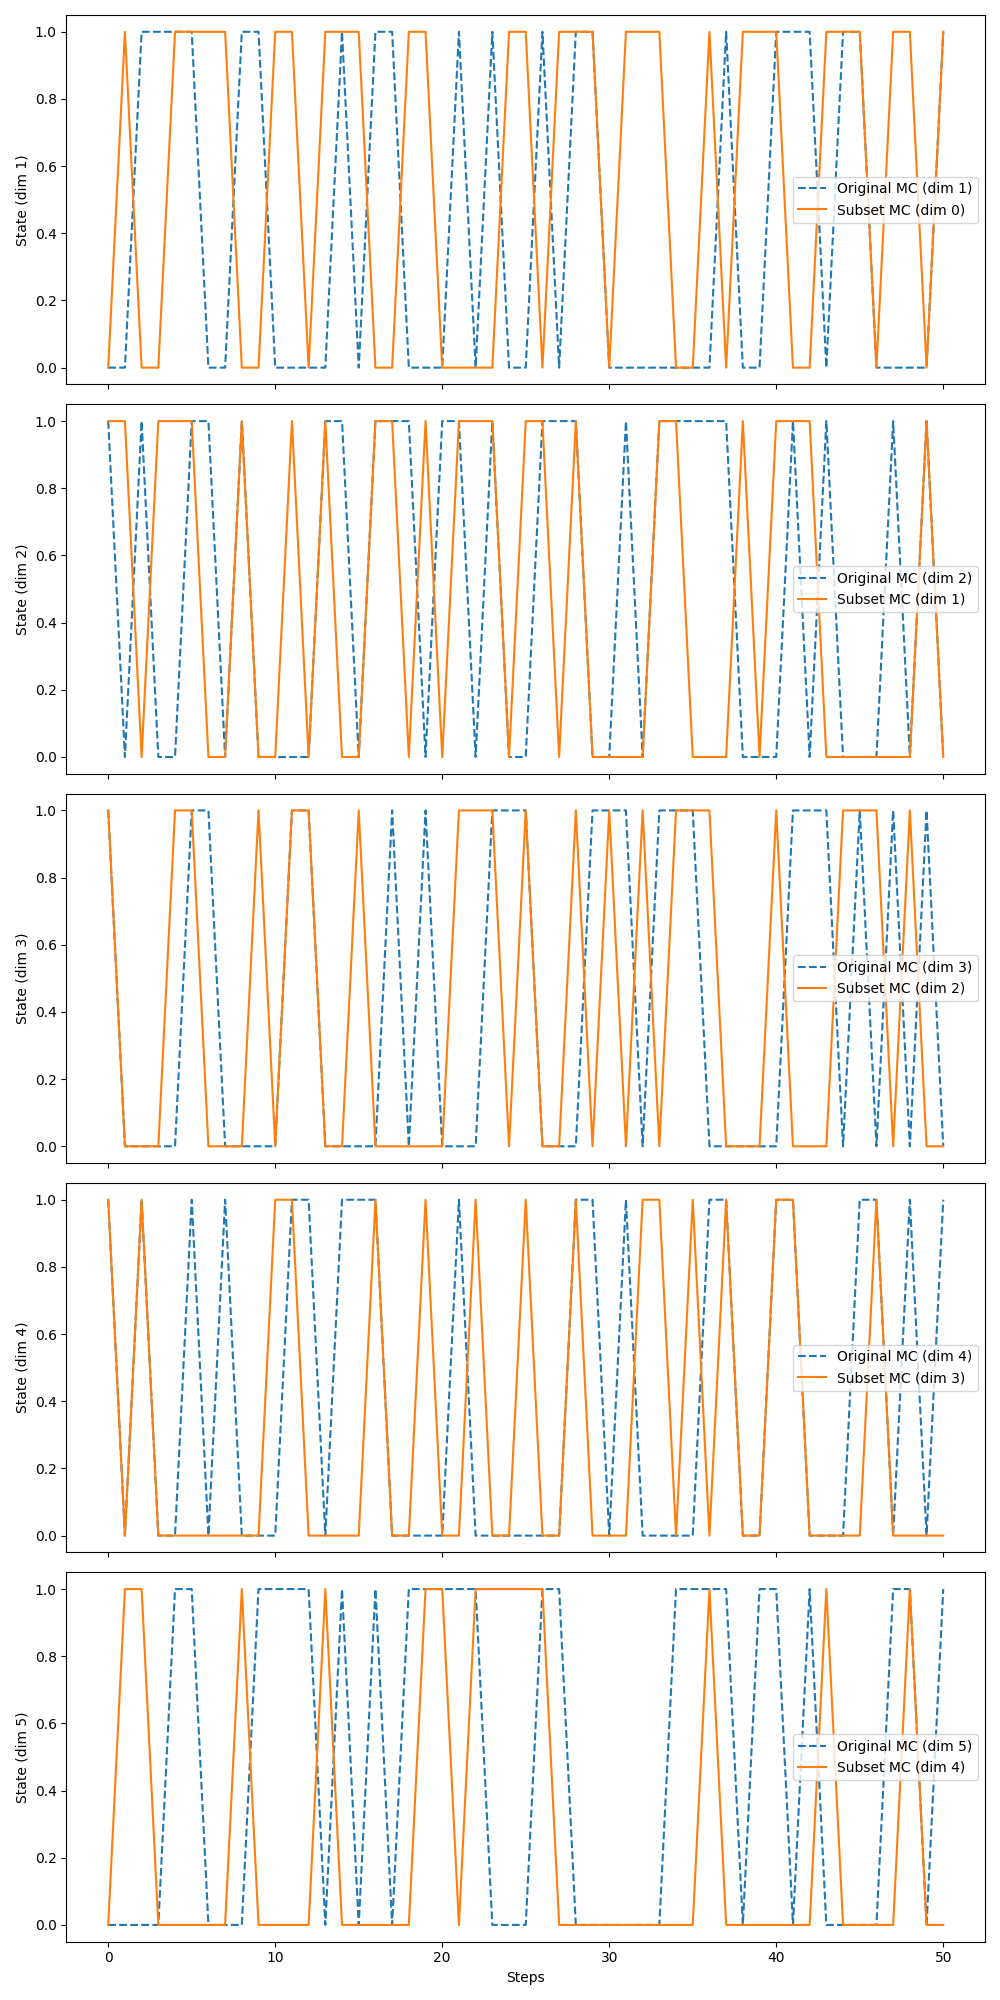 State (dim 1)
1.0
0.8
0.6
0.4
0.2
0.0
Original MC (dim 1)
Subset MC (dim 0)
State (dim 2)
1.0
0.8
0.6
0.4
0.2
0.0
Original MC (dim 2)
Subset MC (dim 1)
State (dim 3)
1.0
0.8
0.6
0.4
0.2
0.0
Original MC (dim 3)
Subset MC (dim 2)
State (dim 4)
1.0
0.8
0.6
0.4
0.2
0.0
Original MC (dim 4)
Subset MC (dim 3)
State (dim 5)
1.0
0.8
0.6
0.4
0.2
0.0
Original MC (dim 5)
Subset MC (dim 4)
0 10 20 30 40 50
Steps